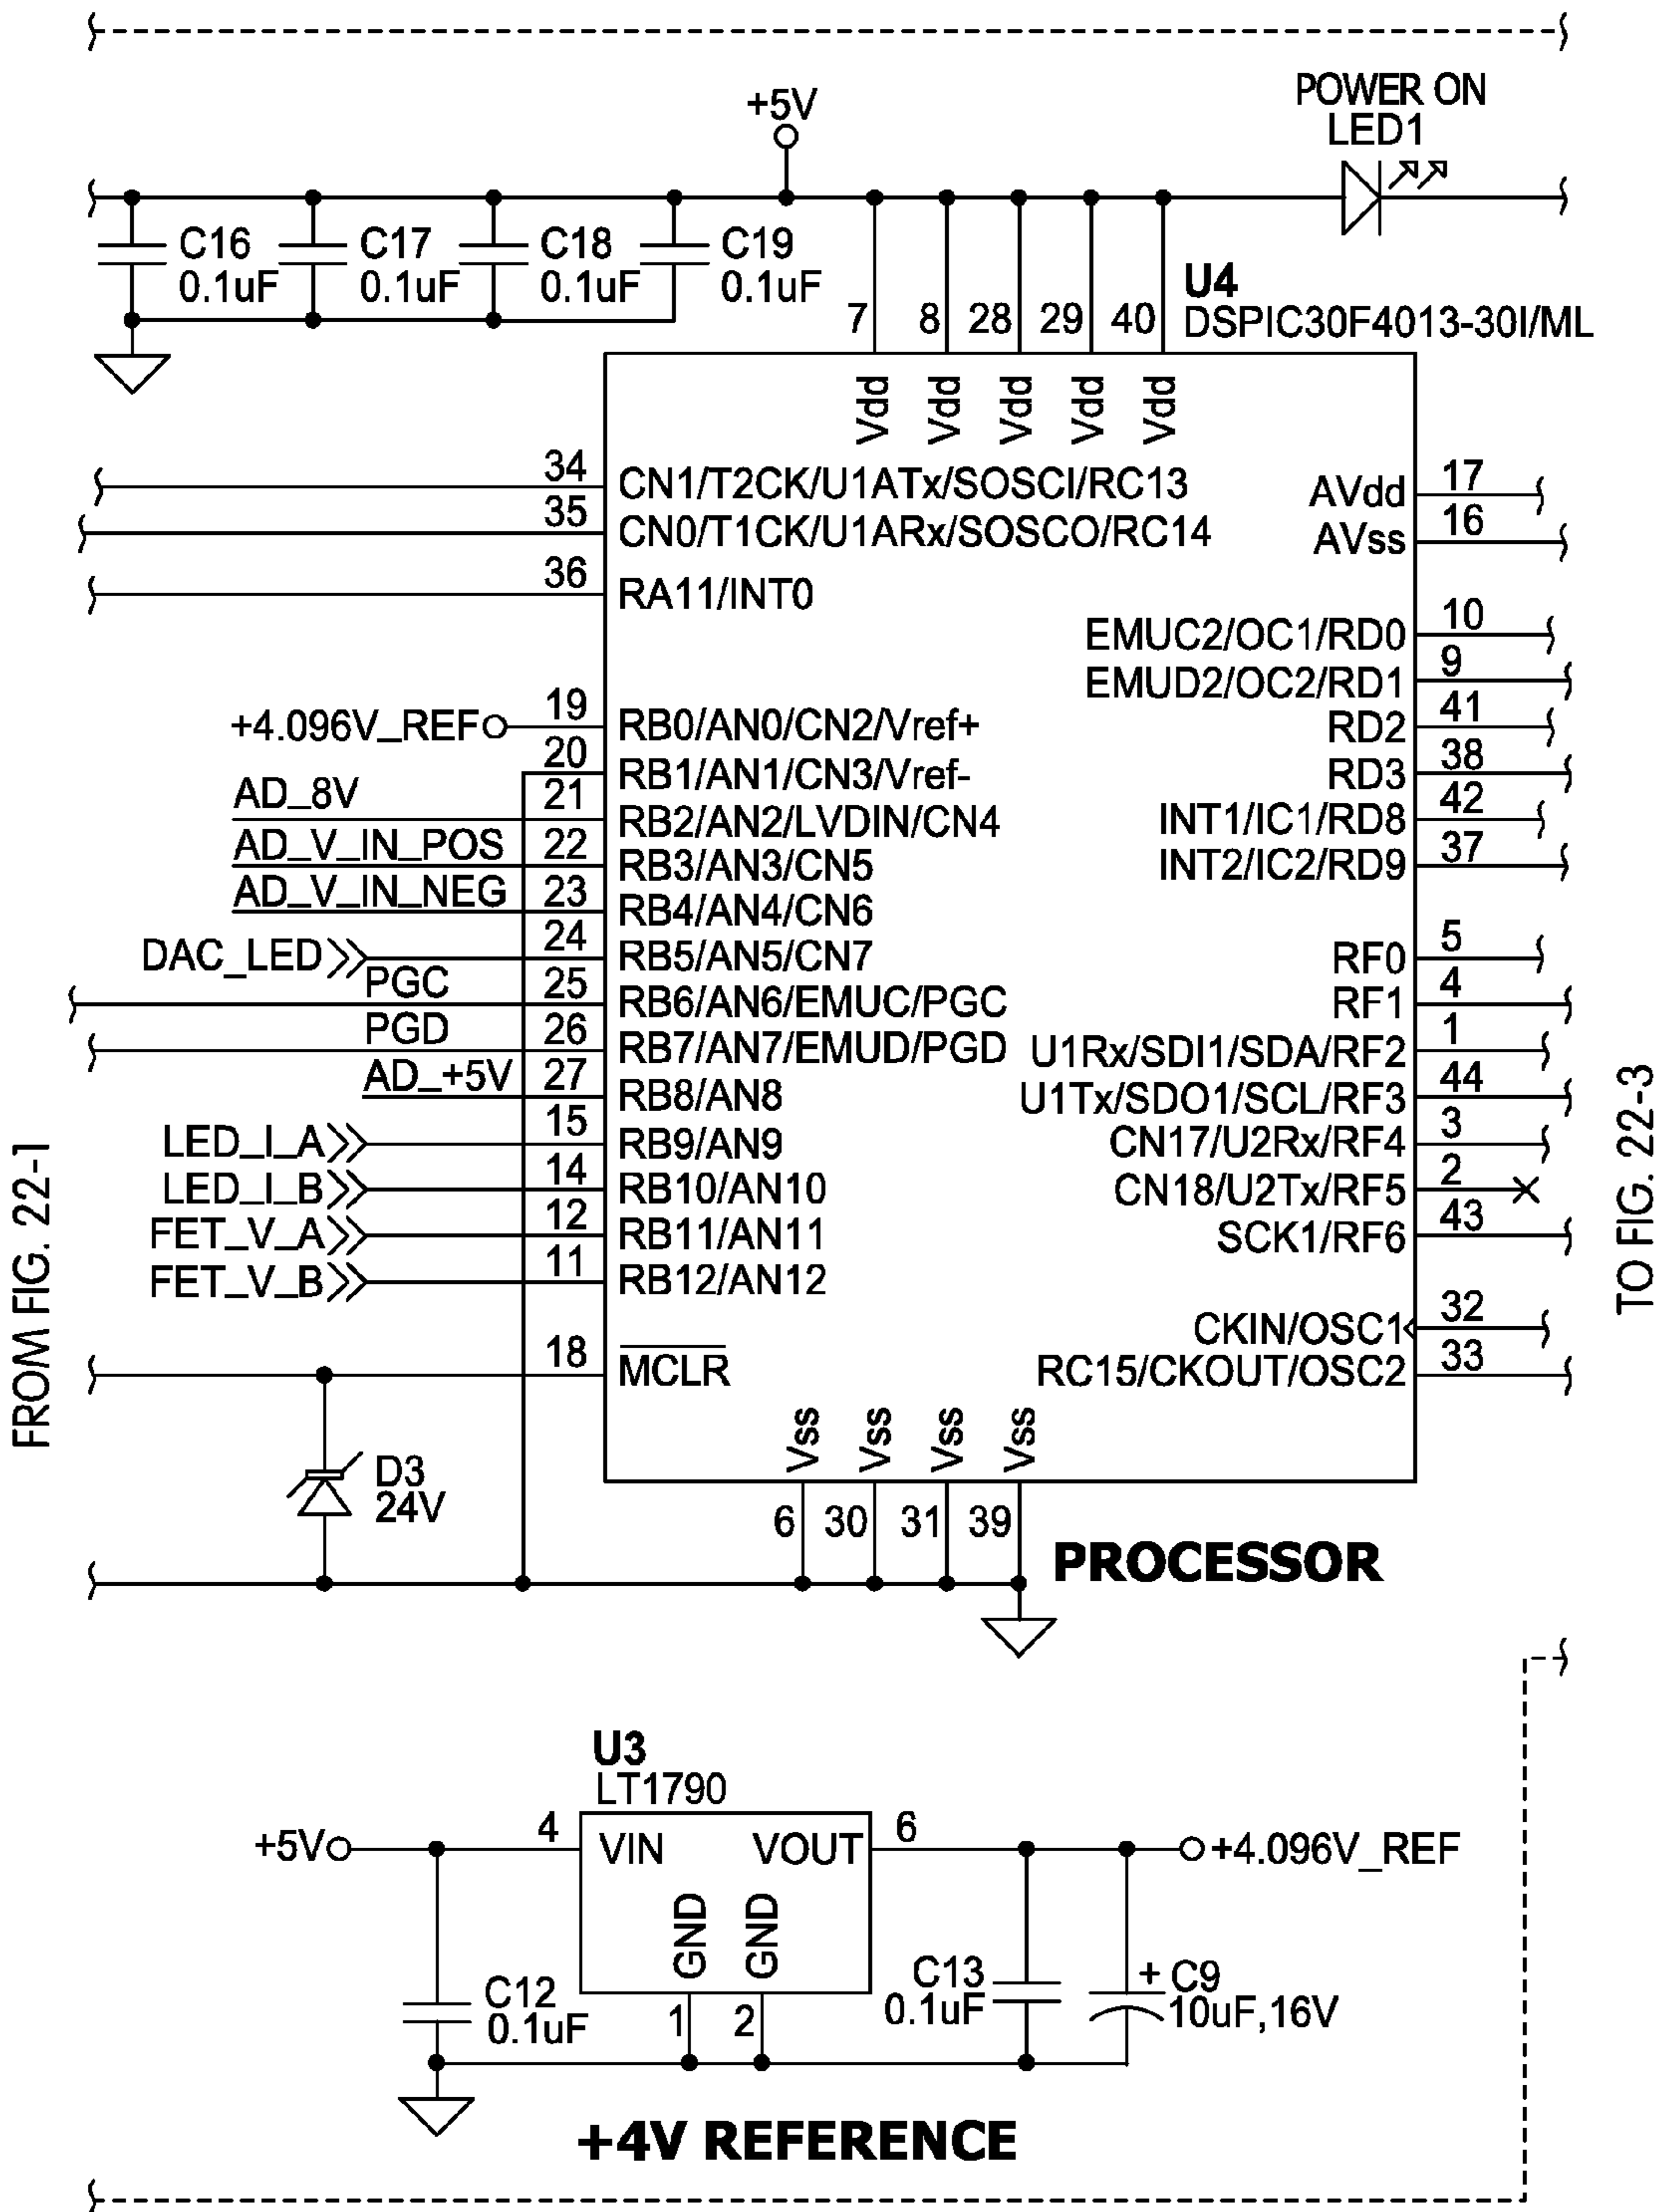 +5V
POWER ON
LED1
C16
0.1uF
C17
0.1uF
C18
0.1uF
C19
0.1uF
U4
DSPIC30F4013-30I/ML
7
8
28
29
40
Vdd
Vdd
Vdd
Vdd
Vdd
34
CN1/T2CK/U1ATx/SOSCI/RC13
35
CN0/T1CK/U1ARx/SOSCO/RC14
36
RA11/INT0
+4.096V_REF
19
RB0/AN0/CN2/Vref+
20
RB1/AN1/CN3/Vref-
AD_8V
21
RB2/AN2/LVDIN/CN4
AD_V_IN_POS
22
RB3/AN3/CN5
AD_V_IN_NEG
23
RB4/AN4/CN6
DAC_LED
24
RB5/AN5/CN7
PGC
25
RB6/AN6/EMUC/PGC
PGD
26
RB7/AN7/EMUD/PGD
AD_+5V
27
RB8/AN8
LED_I_A
15
RB9/AN9
LED_I_B
14
RB10/AN10
FET_V_A
12
RB11/AN11
FET_V_B
11
RB12/AN12
18
MCLR
AVdd
17
AVss
16
EMUC2/OC1/RD0
10
EMUD2/OC2/RD1
9
RD2
41
RD3
38
INT1/IC1/RD8
42
INT2/IC2/RD9
37
RF0
5
RF1
4
U1Rx/SDI1/SDA/RF2
1
U1Tx/SDO1/SCL/RF3
44
CN17/U2Rx/RF4
3
CN18/U2Tx/RF5
2
SCK1/RF6
43
CKIN/OSC1
32
RC15/CKOUT/OSC2
33
Vss
Vss
Vss
Vss
6
30
31
39
D3
24V
PROCESSOR
FROM FIG. 22-1
TO FIG. 22-3
U3
LT1790
+5V
4
VIN
VOUT
6
+4.096V_REF
GND
GND
1
2
C12
0.1uF
C13
0.1uF
+ C9
10uF,16V
+4V REFERENCE